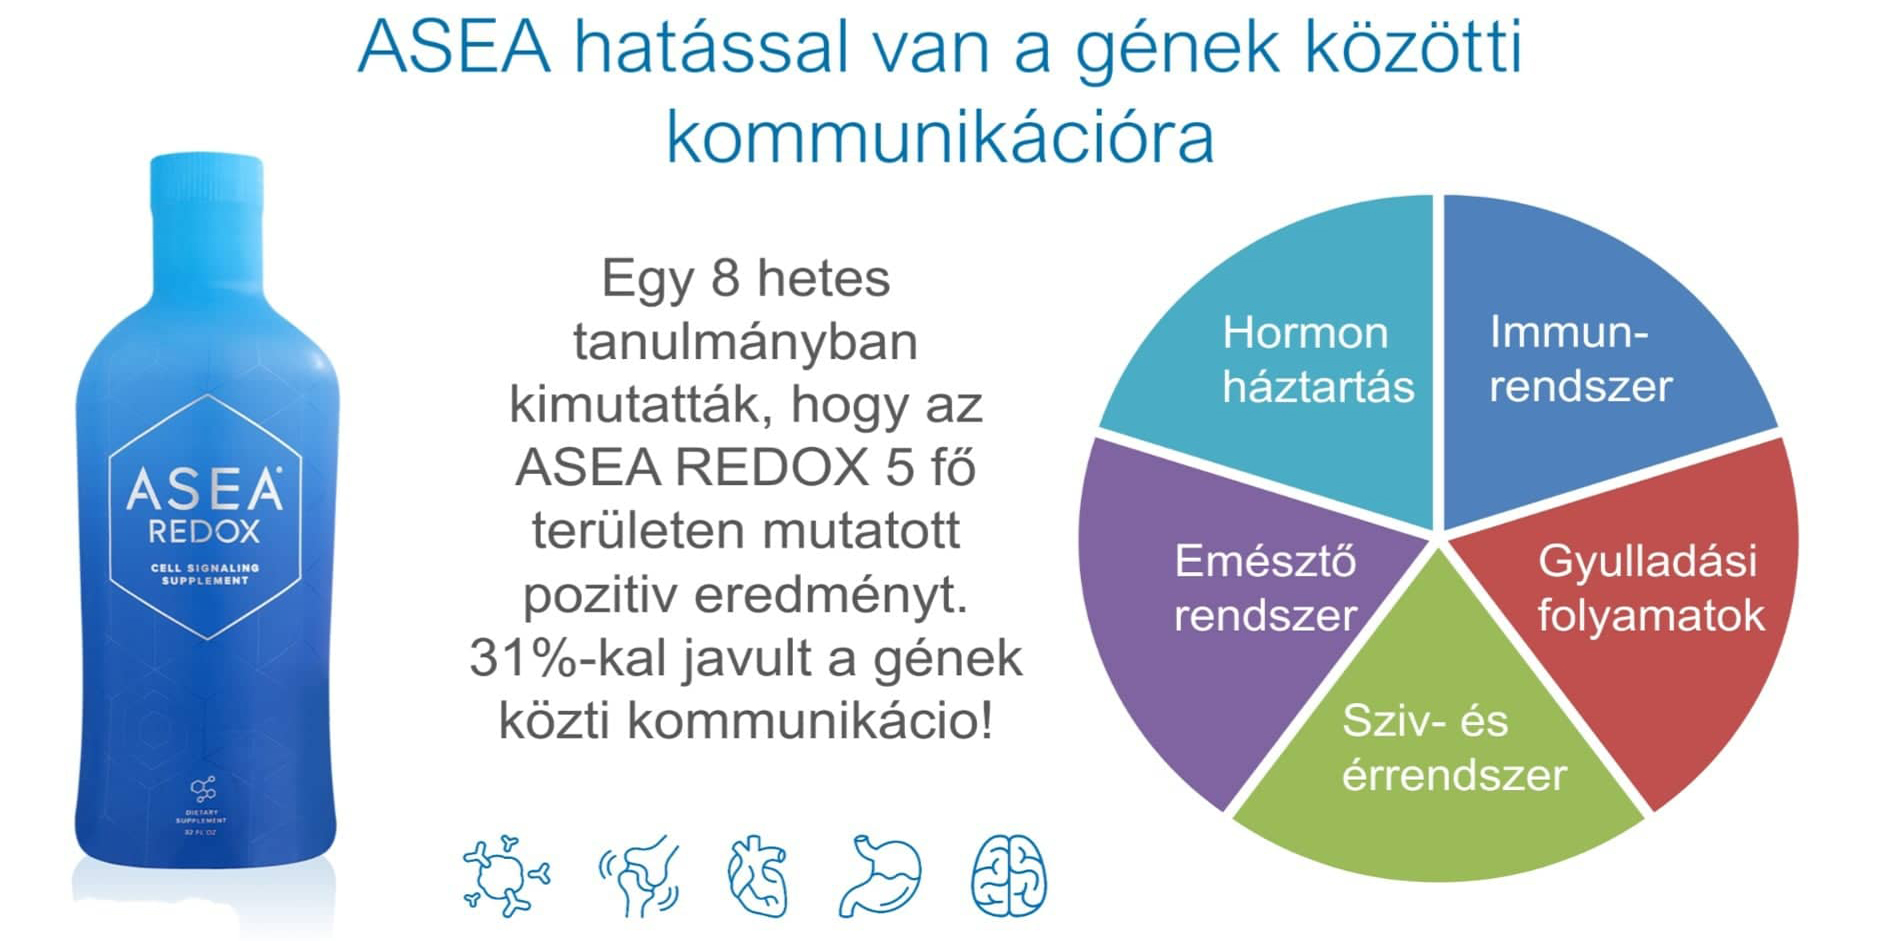 ASEA hatással van a gének közötti
kommunikációra
Egy 8 hetes
tanulmányban
kimutatták, hogy az
ASEA REDOX 5 fő
területen mutatott
pozitiv eredményt.
31%-kal javult a gének
közti kommunikácio!
ASEA
REDOX
CELL SIGNALING
SUPPLEMENT
DIETARY
SUPPLEMENT
32 FL OZ
Hormon
háztartás
Immun-
rendszer
Emésztő
rendszer
Gyulladási
folyamatok
Sziv- és
érrendszer